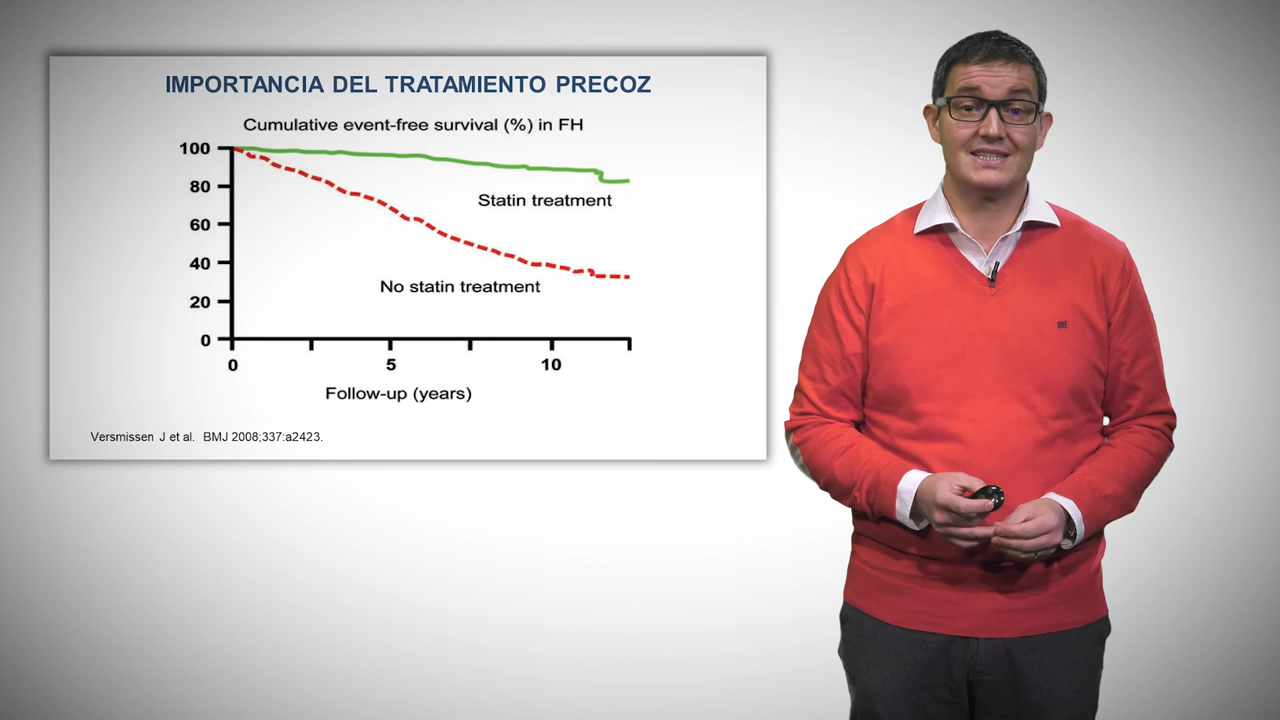 IMPORTANCIA DEL TRATAMIENTO PRECOZ
Cumulative event-free survival (%) in FH
100
80
60
40
20
0
Statin treatment
No statin treatment
0 5 10
Follow-up (years)
Versmissen J et al. BMJ 2008;337:a2423.